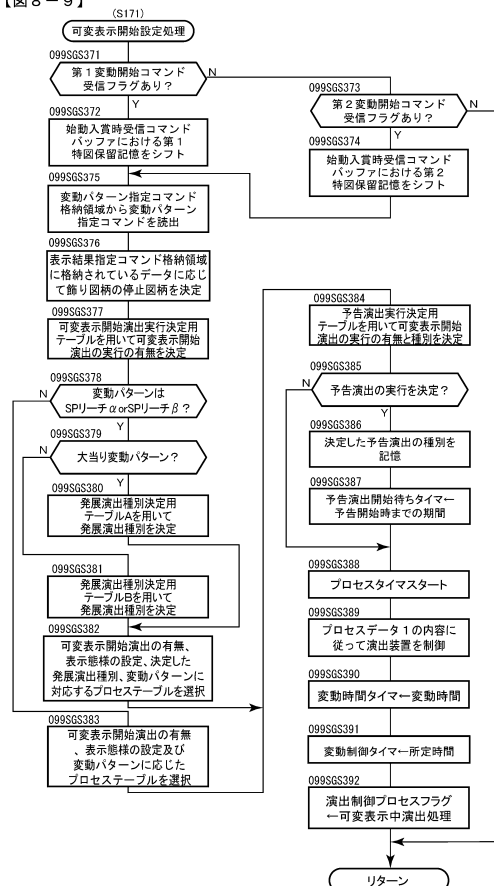 【図８－９】
(S171)
可変表示開始設定処理
099SGS371
第１変動開始コマンド
受信フラグあり？
N
Y
099SGS372
始動入賞時受信コマンド
バッファにおける第１
特図保留記憶をシフト
099SGS373
第２変動開始コマンド
受信フラグあり？
N
Y
099SGS374
始動入賞時受信コマンド
バッファにおける第２
特図保留記憶をシフト
099SGS375
変動パターン指定コマンド
格納領域から変動パターン
指定コマンドを読出
099SGS376
表示結果指定コマンド格納領域
に格納されているデータに応じ
て飾り図柄の停止図柄を決定
099SGS377
可変表示開始演出実行決定用
テーブルを用いて可変表示開始
演出の実行の有無を決定
099SGS378
変動パターンは
SPリーチαorSPリーチβ？
N
Y
099SGS379
大当り変動パターン？
N
Y
099SGS380
発展演出種別決定用
テーブルAを用いて
発展演出種別を決定
099SGS381
発展演出種別決定用
テーブルBを用いて
発展演出種別を決定
099SGS382
可変表示開始演出の有無、
表示態様の設定、決定した
発展演出種別、変動パターンに
対応するプロセステーブルを選択
099SGS383
可変表示開始演出の有無
、表示態様の設定及び
変動パターンに応じた
プロセステーブルを選択
099SGS384
予告演出実行決定用
テーブルを用いて可変表示開始
演出の実行の有無と種別を決定
099SGS385
予告演出の実行を決定？
N
Y
099SGS386
決定した予告演出の種別を
記憶
099SGS387
予告演出開始待ちタイマ←
予告開始時までの期間
099SGS388
プロセスタイマスタート
099SGS389
プロセスデータ１の内容に
従って演出装置を制御
099SGS390
変動時間タイマ←変動時間
099SGS391
変動制御タイマ←所定時間
099SGS392
演出制御プロセスフラグ
←可変表示中演出処理
リターン